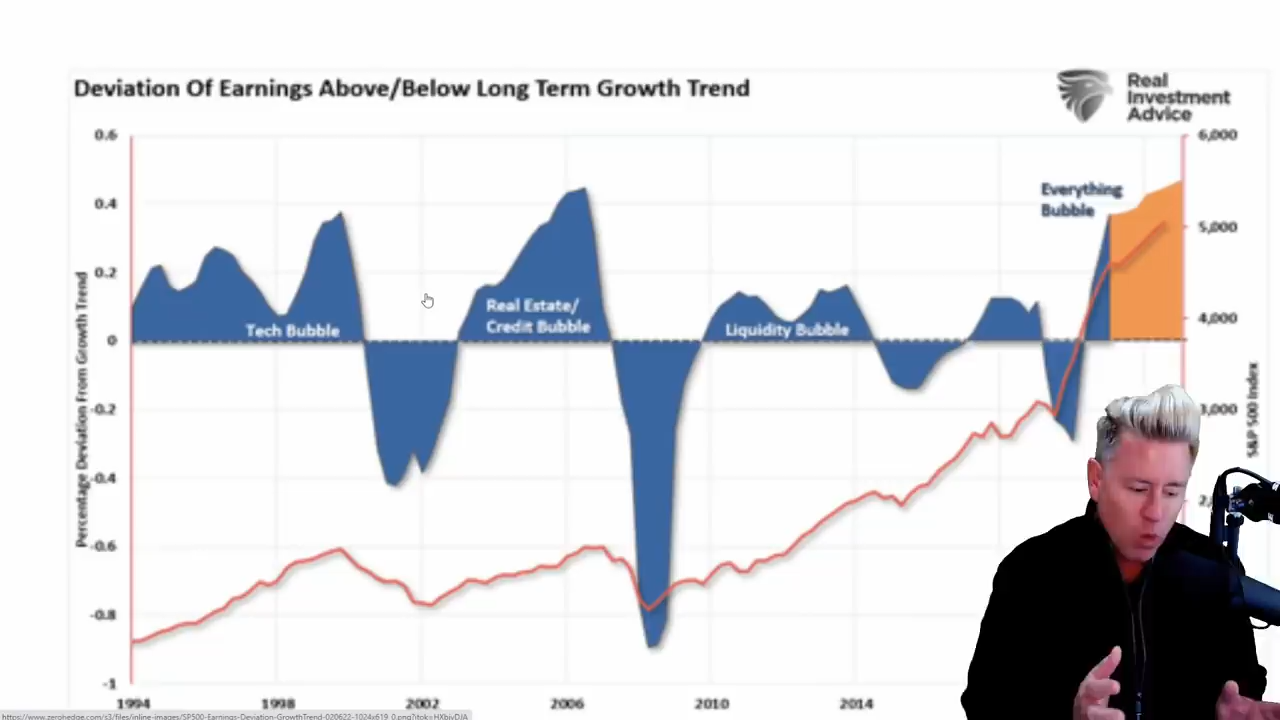 Deviation Of Earnings Above/Below Long Term Growth Trend
Real
Investment
Advice
0.6
0.4
0.2
0
-0.2
-0.4
-0.6
-0.8
-1
Percentage Deviation From Growth Trend
Tech Bubble
Real Estate/
Credit Bubble
Liquidity Bubble
Everything
Bubble
6,000
5,000
4,000
3,000
S&P 500 Index
1994
1998
2002
2006
2010
2014